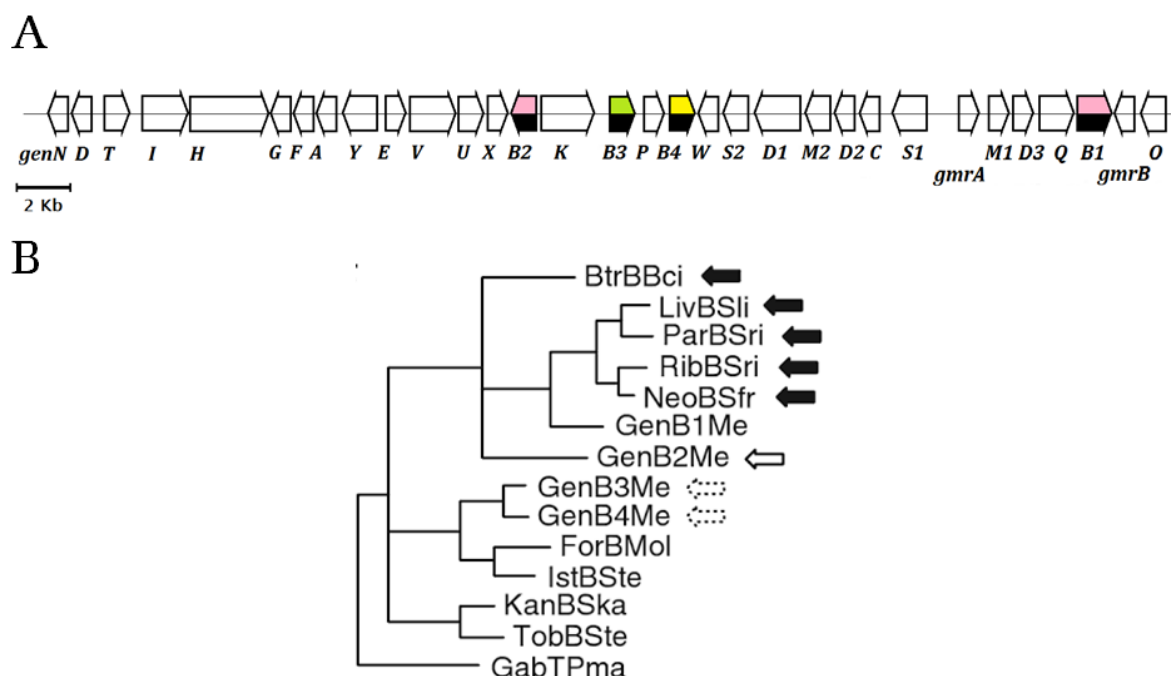 A
genN D T I H G F A Y E V U X B2 K B3 P B4 W S2 D1 M2 D2 C S1 gmrA M1 D3 Q B1 gmrB O
2 Kb
B
BtrBBci
LivBSli
ParBSri
RibBSri
NeoBSfr
GenB1Me
GenB2Me
GenB3Me
GenB4Me
ForBMol
IstBSte
KanBSka
TobBSte
GabTPma